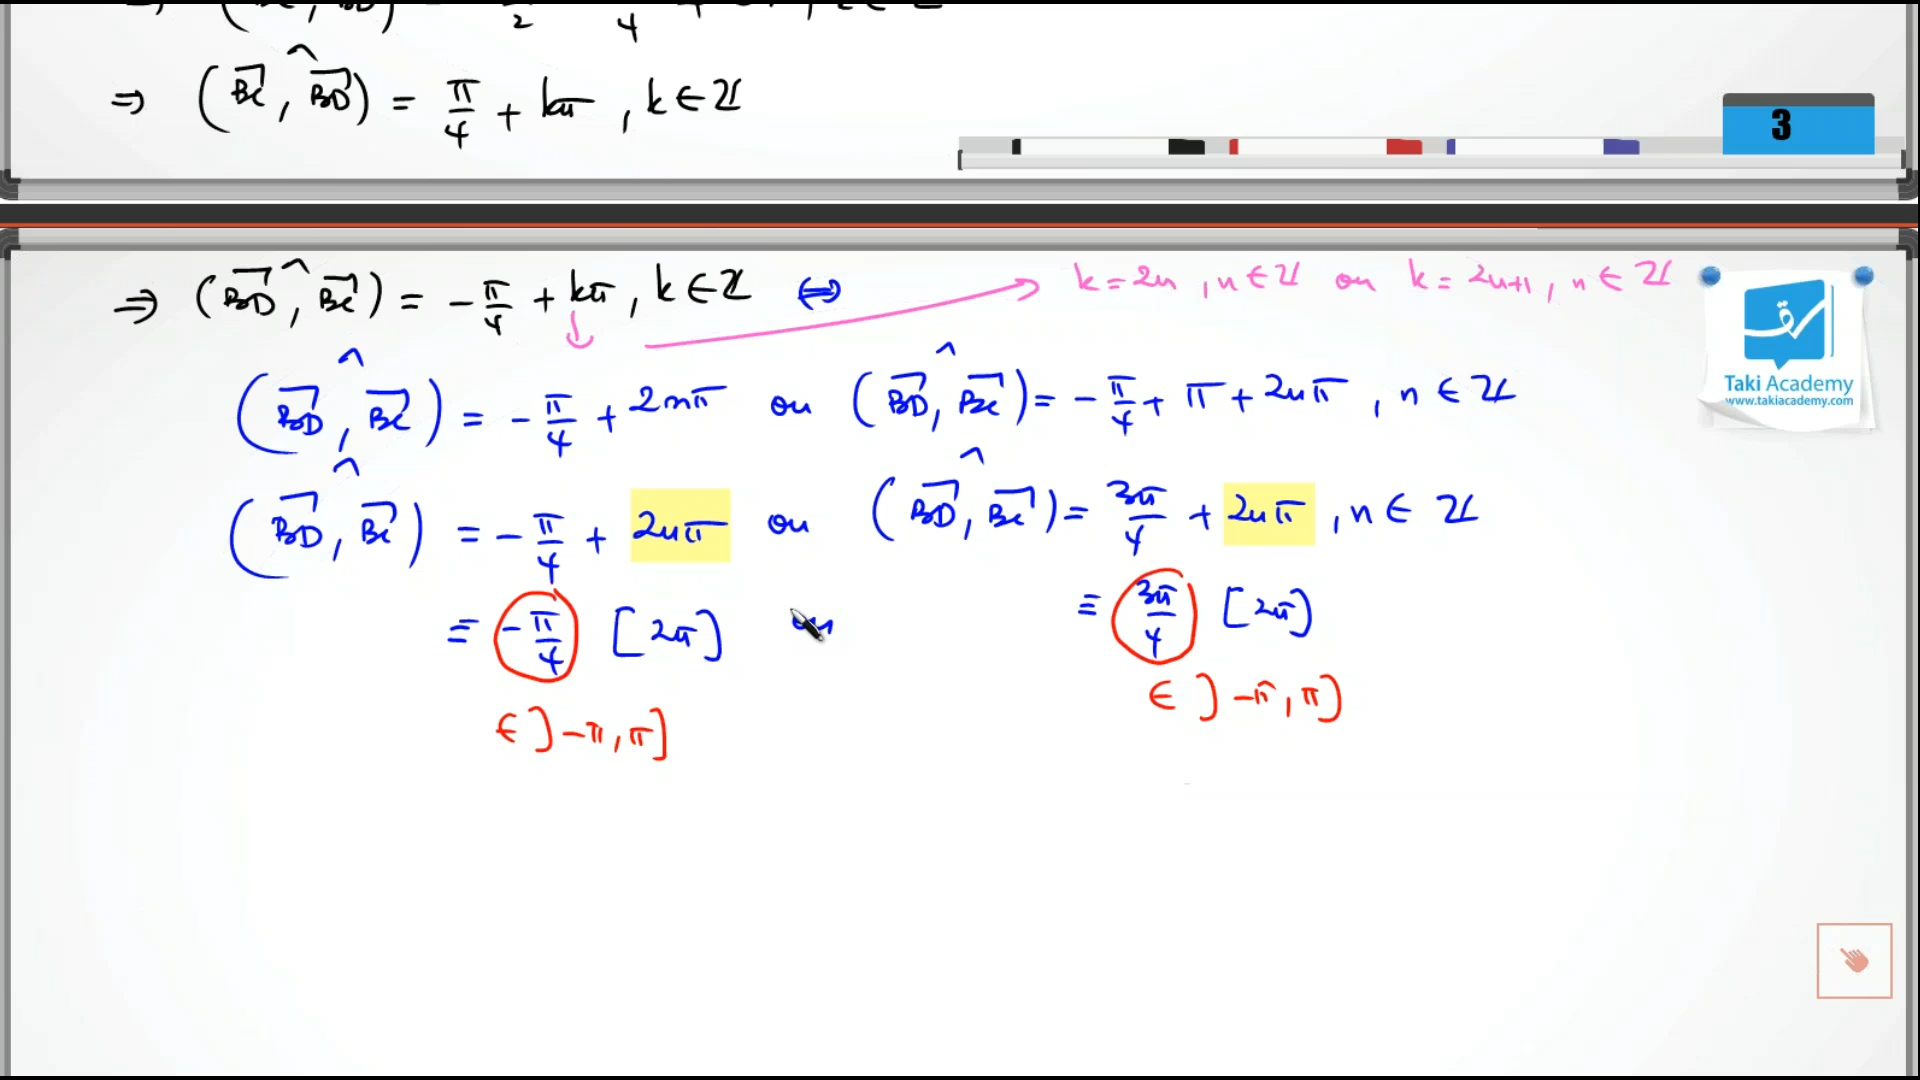 ⇒ (BC, BD) = π/4 + kπ , k ∈ ℤ
3
⇒ (BD, BC) = -π/4 + kπ , k ∈ ℤ ⇔ k = 2n , n ∈ ℤ ou k = 2n+1 , n ∈ ℤ
(BD, BC) = -π/4 + 2nπ ou (BD, BC) = -π/4 + π + 2nπ , n ∈ ℤ
Taki Academy
www.takiacademy.com
(BD, BC) = -π/4 + 2nπ ou (BD, BC) = 3π/4 + 2nπ , n ∈ ℤ
≡ -π/4 [2π] ou ≡ 3π/4 [2π]
∈ ]-π, π] ∈ ]-π, π]